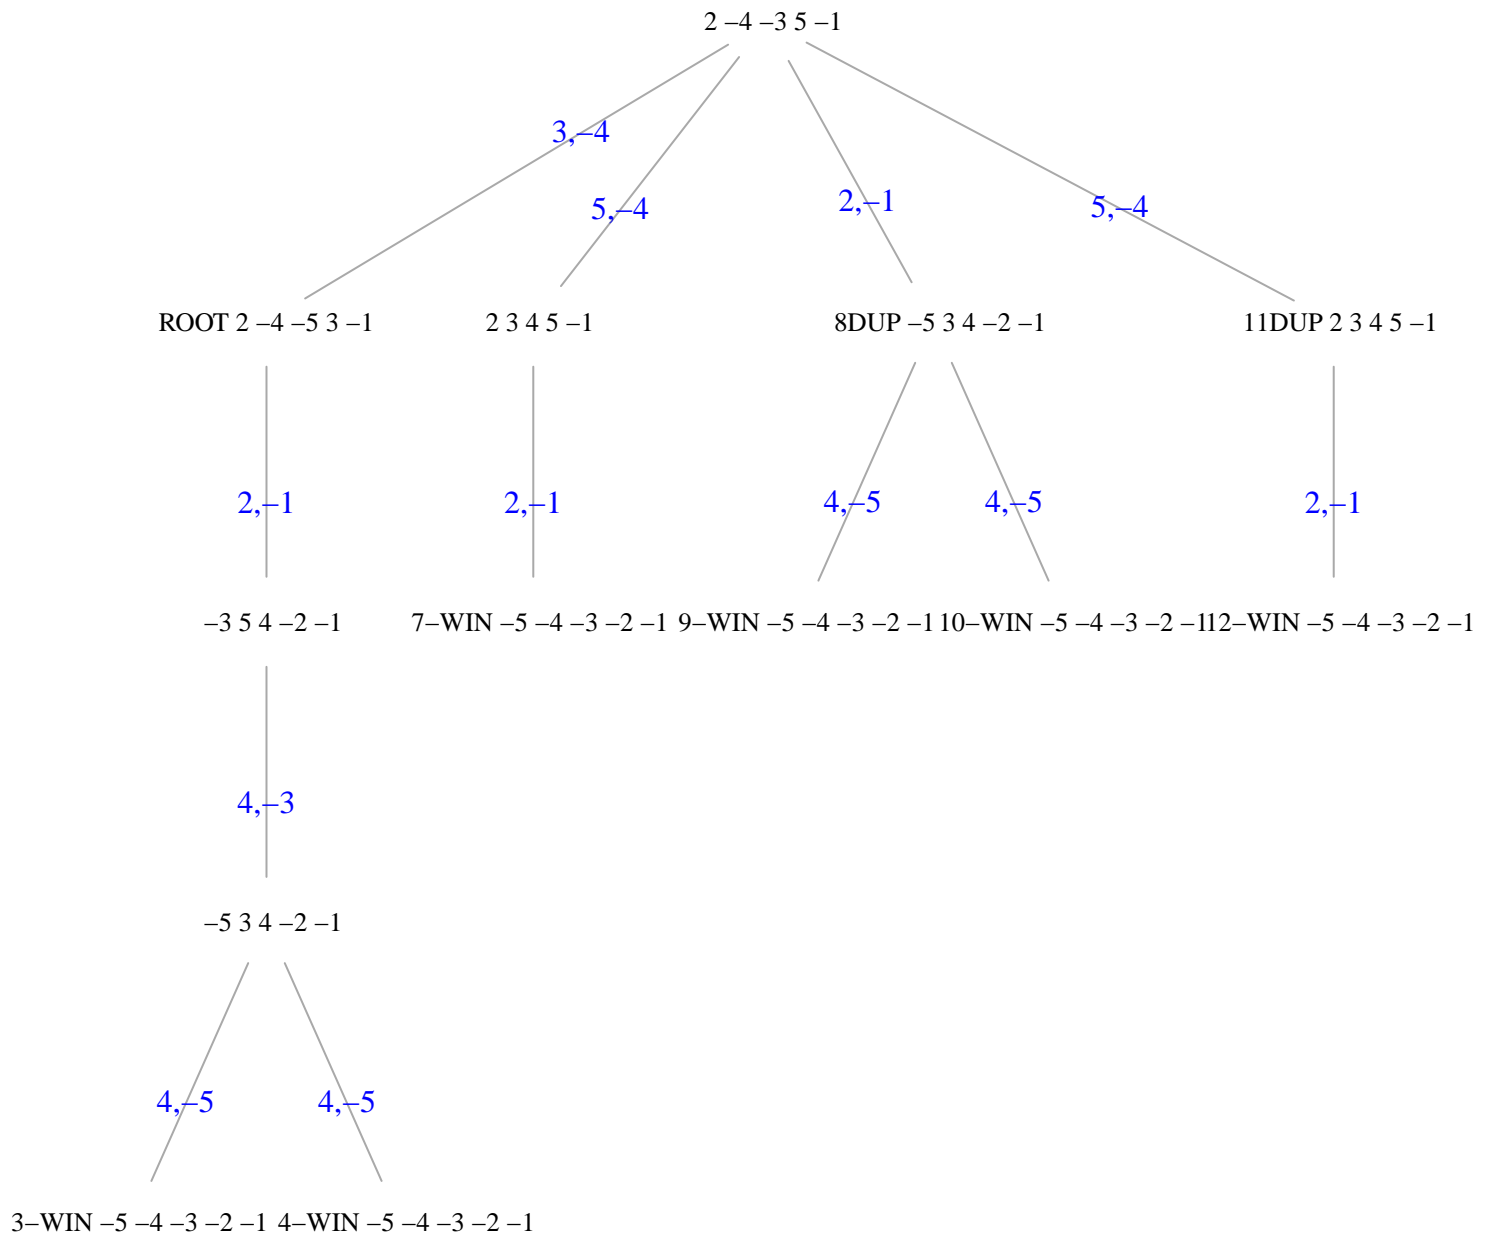 2 –4 –3 5 –1
3,–4
5,–4
2,–1
5,–4
ROOT 2 –4 –5 3 –1
2 3 4 5 –1
8DUP –5 3 4 –2 –1
11DUP 2 3 4 5 –1
2,–1
2,–1
4,–5
4,–5
2,–1
–3 5 4 –2 –1
7–WIN –5 –4 –3 –2 –1
9–WIN –5 –4 –3 –2 –1
10–WIN –5 –4 –3 –2 –1
12–WIN –5 –4 –3 –2 –1
4,–3
–5 3 4 –2 –1
4,–5
4,–5
3–WIN –5 –4 –3 –2 –1
4–WIN –5 –4 –3 –2 –1